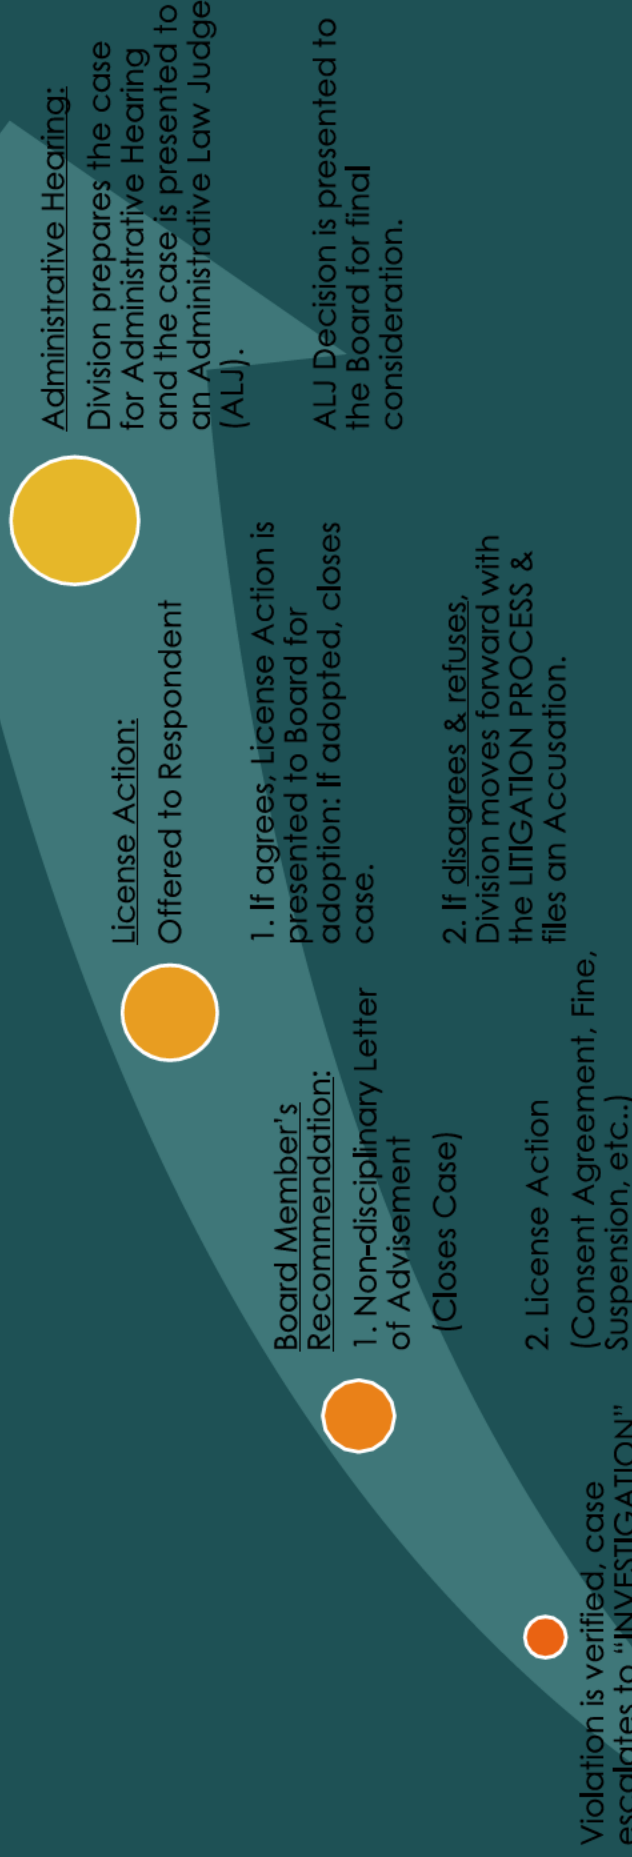 Violation is verified, case
escalates to “INVESTIGATION”
Board Member’s
Recommendation:
1. Non-disciplinary Letter
of Advisement
(Closes Case)
2. License Action
(Consent Agreement, Fine,
Suspension, etc..)
License Action:
Offered to Respondent
1. If agrees, License Action is
presented to Board for
adoption: If adopted, closes
case.
2. If disagrees & refuses,
Division moves forward with
the LITIGATION PROCESS &
files an Accusation.
Administrative Hearing:
Division prepares the case
for Administrative Hearing
and the case is presented to
an Administrative Law Judge
(ALJ).
ALJ Decision is presented to
the Board for final
consideration.